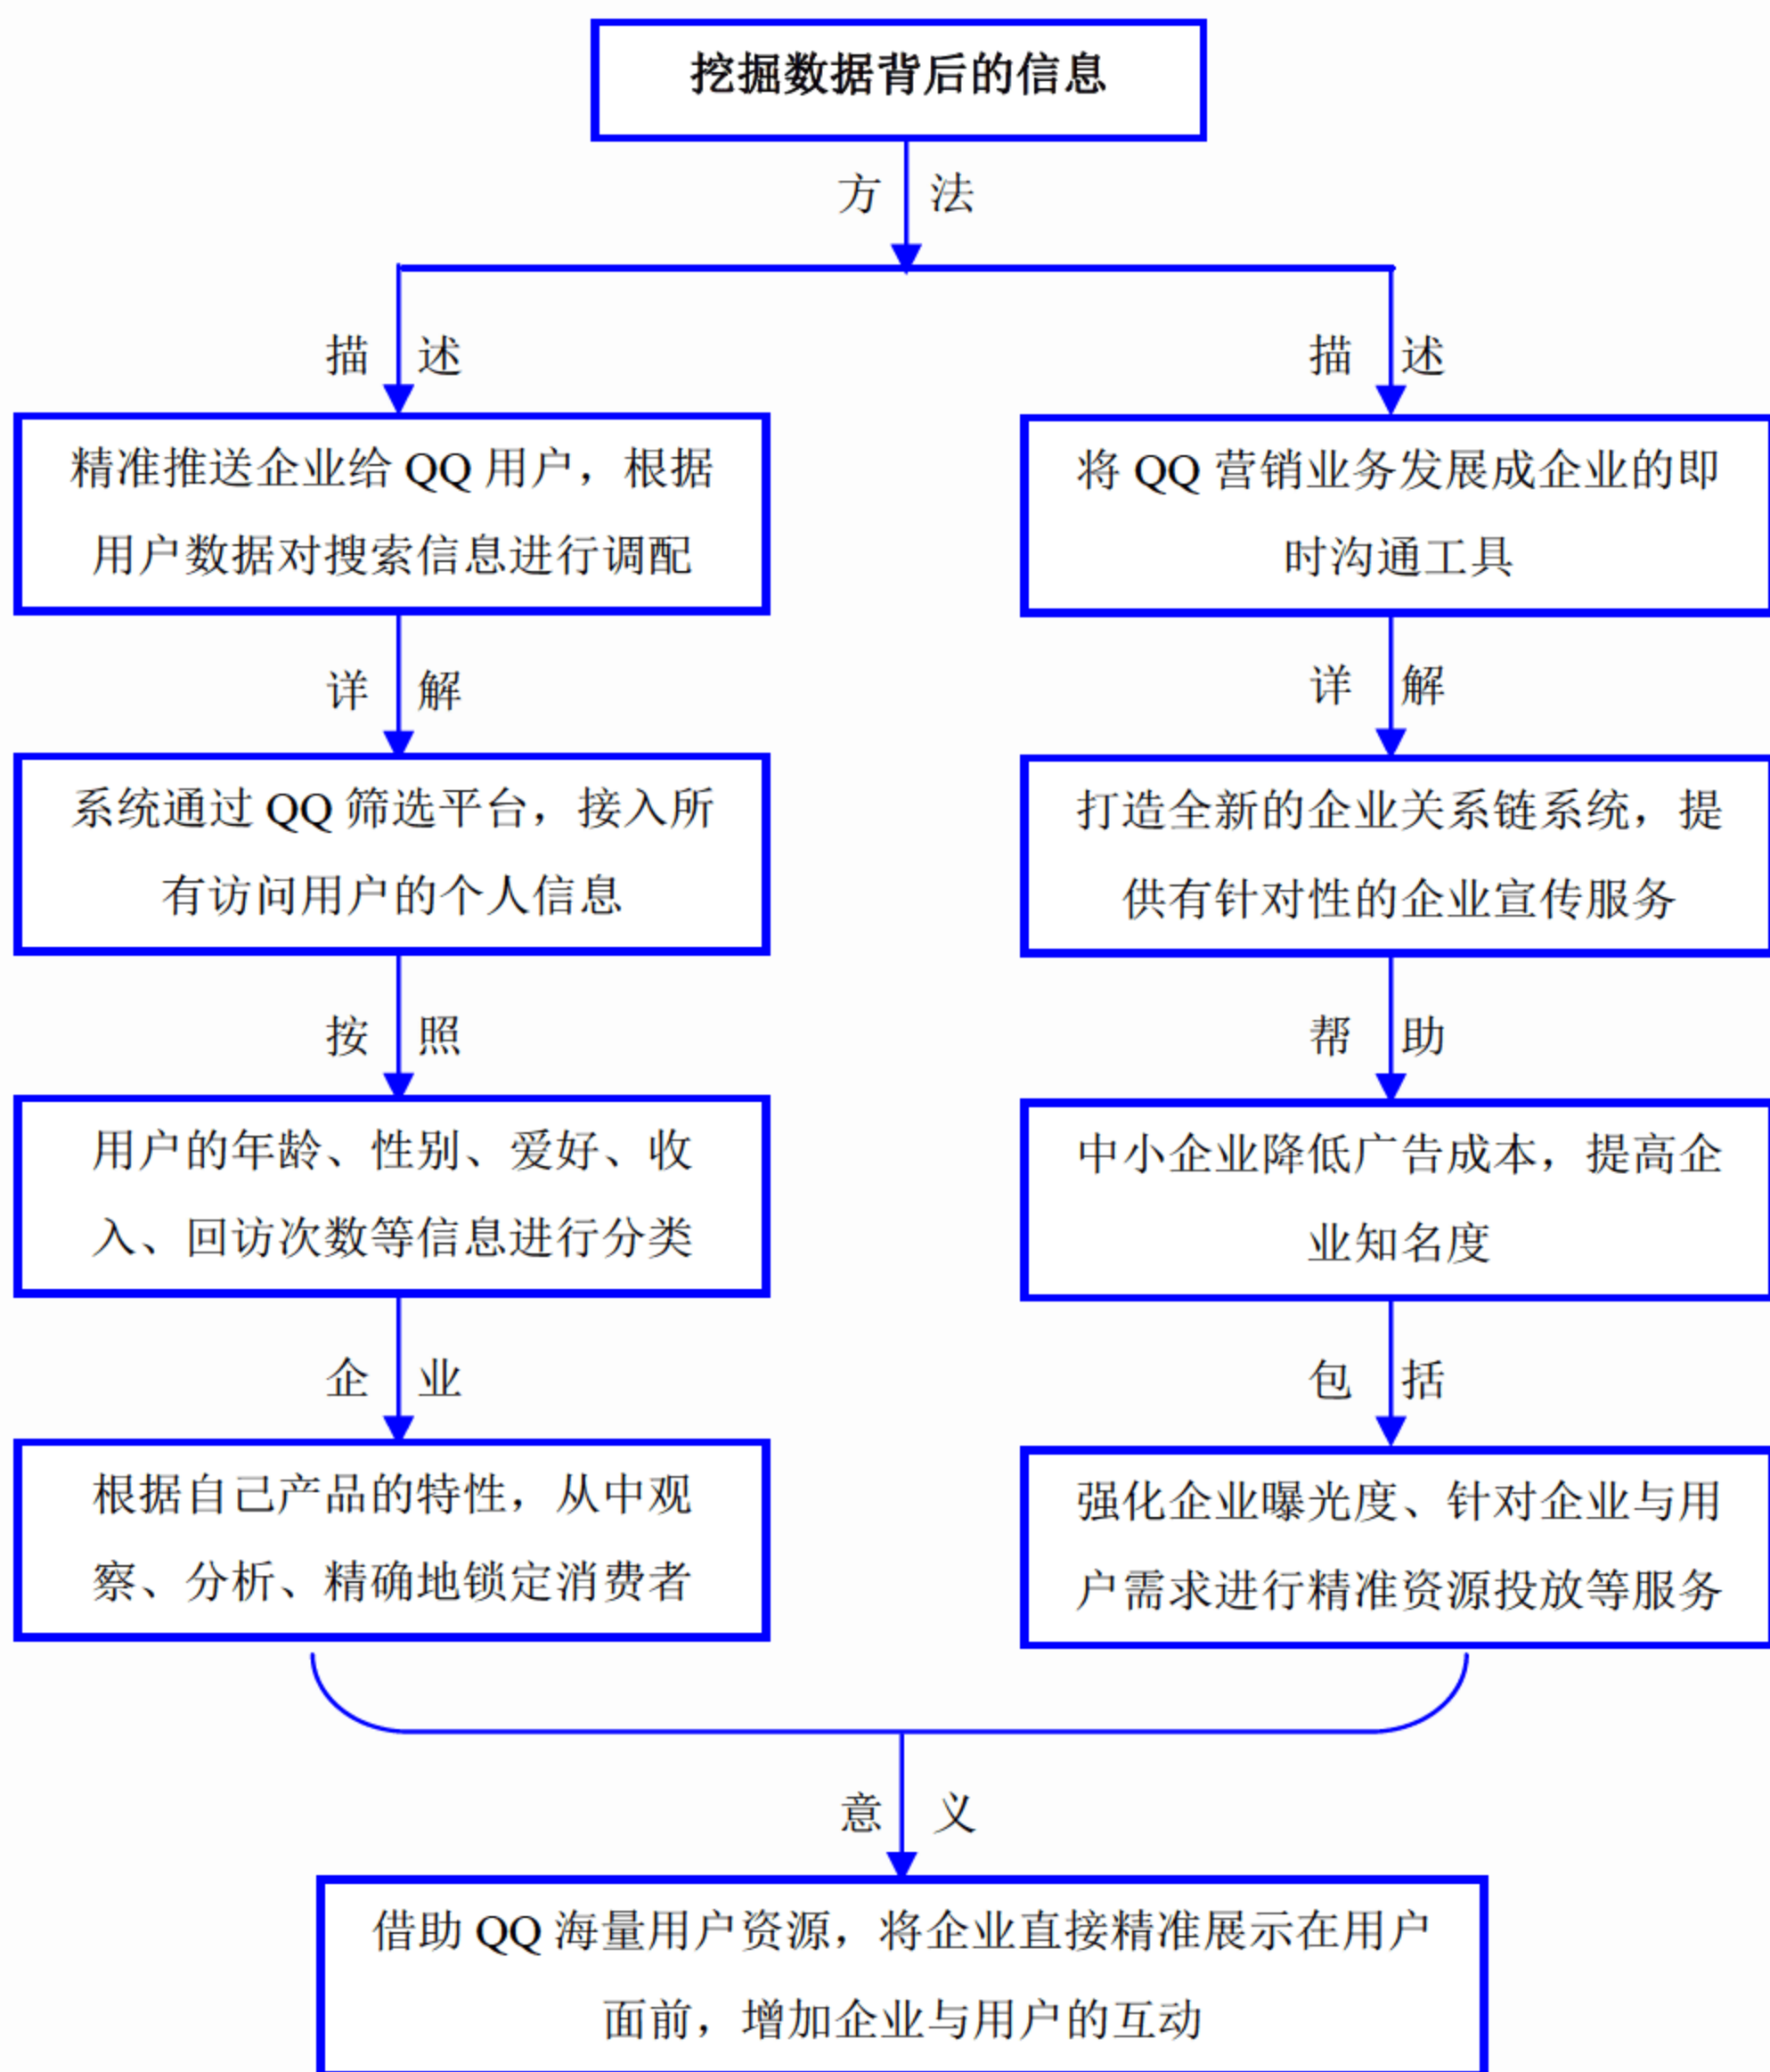 挖掘数据背后的信息
方法
描述
精准推送企业给 QQ 用户，根据
用户数据对搜索信息进行调配
详解
系统通过 QQ 筛选平台，接入所
有访问用户的个人信息
按照
用户的年龄、性别、爱好、收
入、回访次数等信息进行分类
企业
根据自己产品的特性，从中观
察、分析、精确地锁定消费者
描述
将 QQ 营销业务发展成企业的即
时沟通工具
详解
打造全新的企业关系链系统，提
供有针对性的企业宣传服务
帮助
中小企业降低广告成本，提高企
业知名度
包括
强化企业曝光度、针对企业与用
户需求进行精准资源投放等服务
意义
借助 QQ 海量用户资源，将企业直接精准展示在用户
面前，增加企业与用户的互动